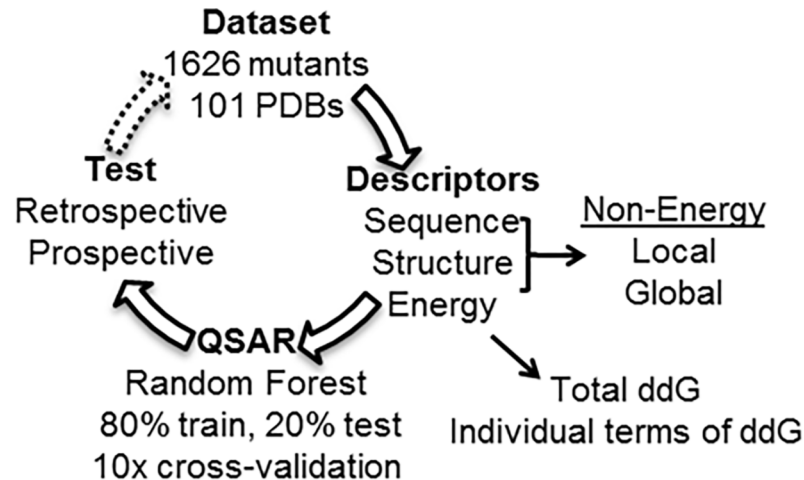 Dataset
1626 mutants
101 PDBs
Descriptors
Sequence
Structure
Energy
Non-Energy
Local
Global
Total ddG
Individual terms of ddG
QSAR
Random Forest
80% train, 20% test
10x cross-validation
Test
Retrospective
Prospective